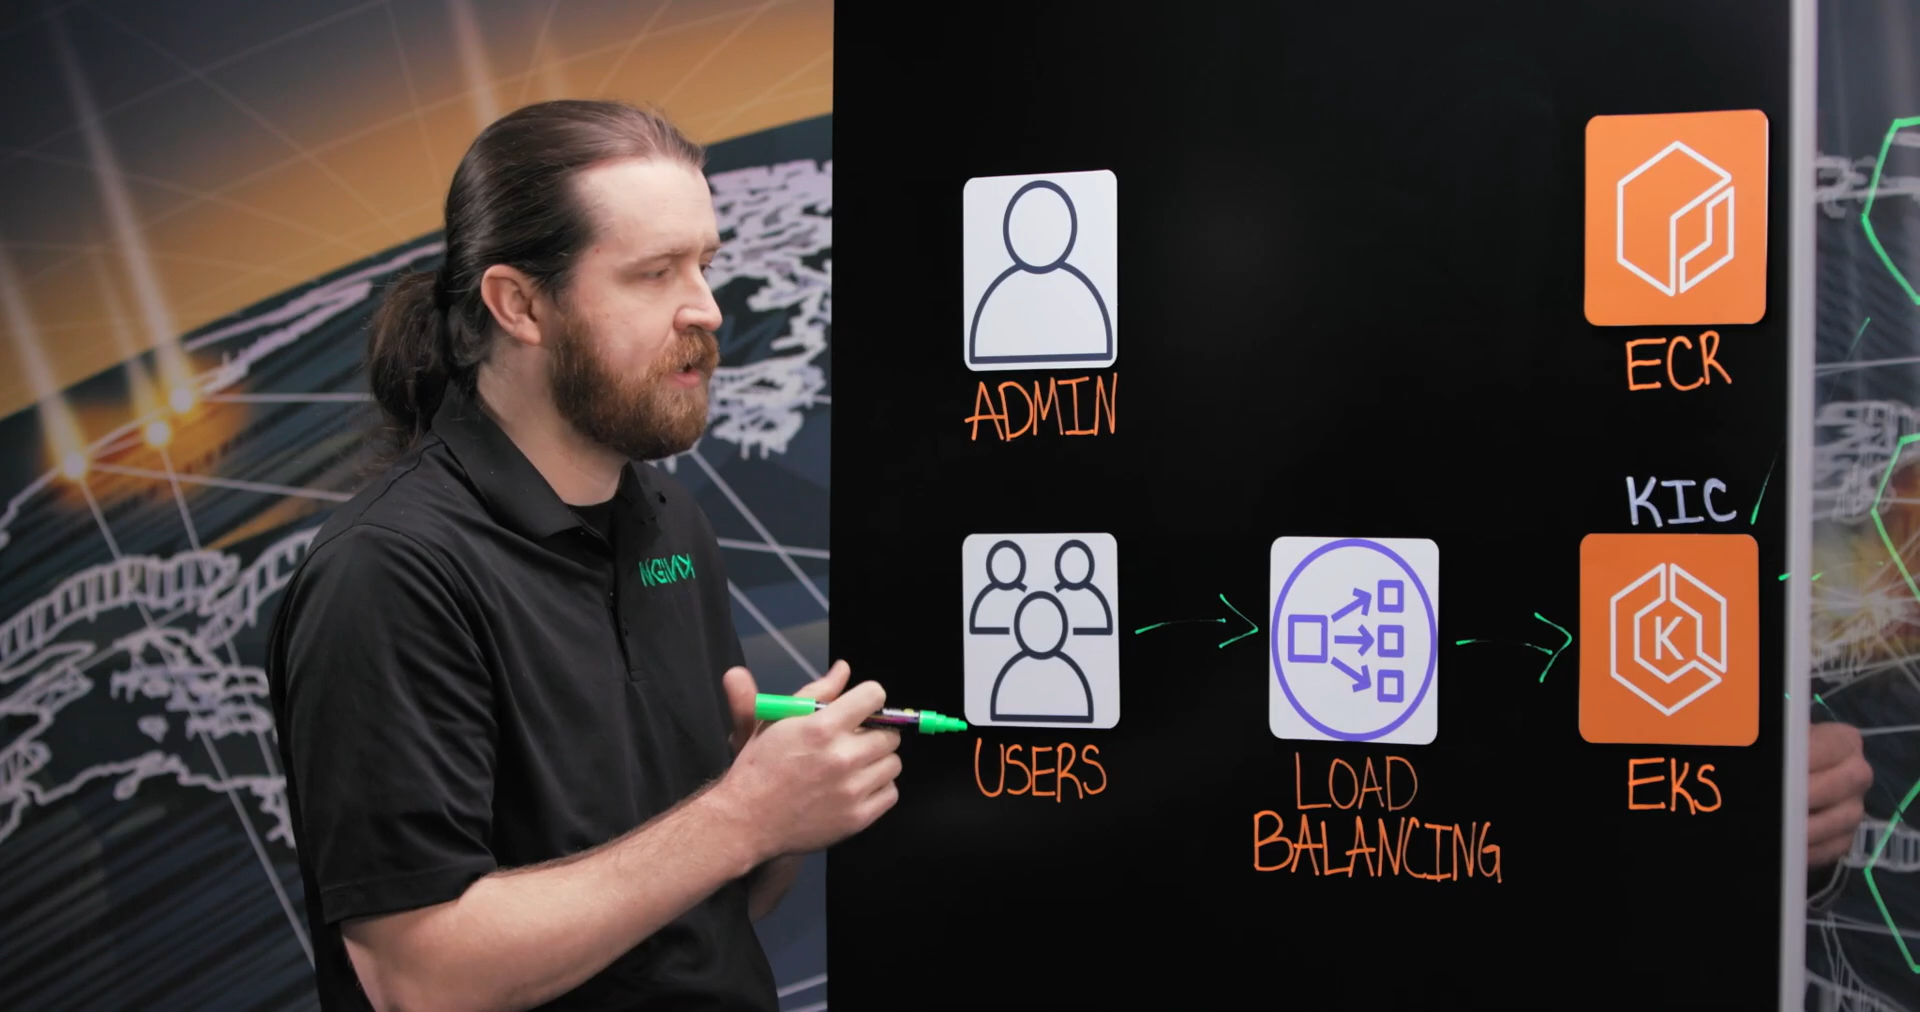 NGINX
ADMIN
ECR
KIC
K
USERS
LOAD
BALANCING
EKS